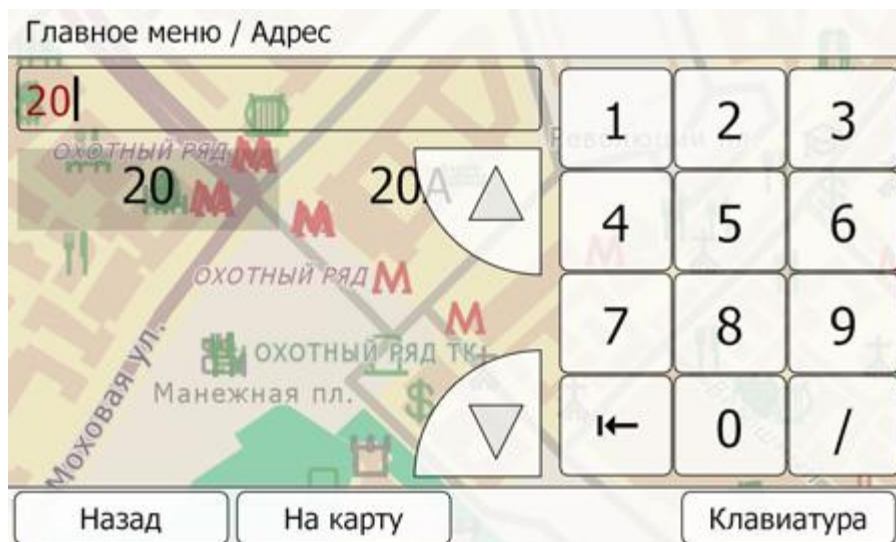 Главное меню / Адрес
20
1 2 3
ОХОТНЫЙ РЯД
20 20А
4 5 6
ОХОТНЫЙ РЯД
7 8 9
ОХОТНЫЙ РЯД ТК
Манежная пл.
Моховая ул.
0 /
Назад На карту Клавиатура